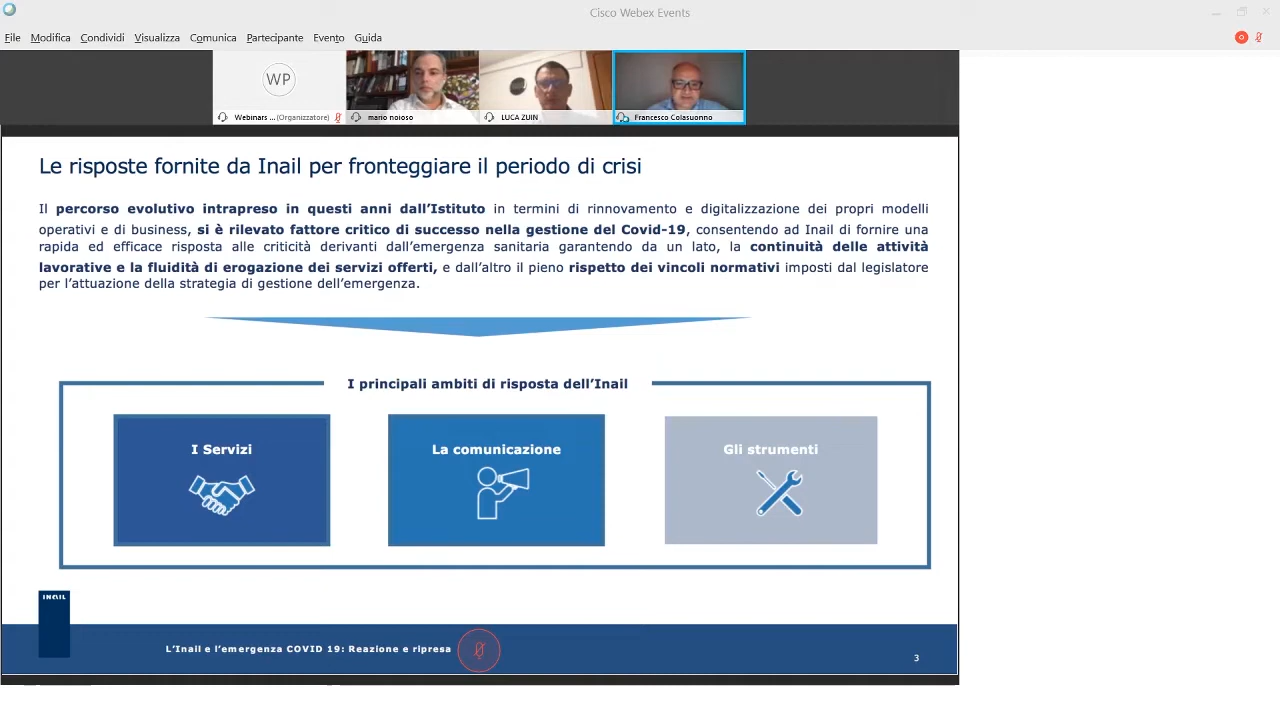 Cisco Webex Events
File Modifica Condividi Visualizza Comunica Partecipante Evento Guida
WP
Webinars ... (Organizzatore) mario noioso LUCA ZUIN Francesco Colasuonno
Le risposte fornite da Inail per fronteggiare il periodo di crisi
Il percorso evolutivo intrapreso in questi anni dall'Istituto in termini di rinnovamento e digitalizzazione dei propri modelli
operativi e di business, si è rilevato fattore critico di successo nella gestione del Covid-19, consentendo ad Inail di fornire una
rapida ed efficace risposta alle criticità derivanti dall'emergenza sanitaria garantendo da un lato, la continuità delle attività
lavorative e la fluidità di erogazione dei servizi offerti, e dall'altro il pieno rispetto dei vincoli normativi imposti dal legislatore
per l'attuazione della strategia di gestione dell'emergenza.
I principali ambiti di risposta dell'Inail
I Servizi La comunicazione Gli strumenti
INAIL
L'Inail e l'emergenza COVID 19: Reazione e ripresa
3